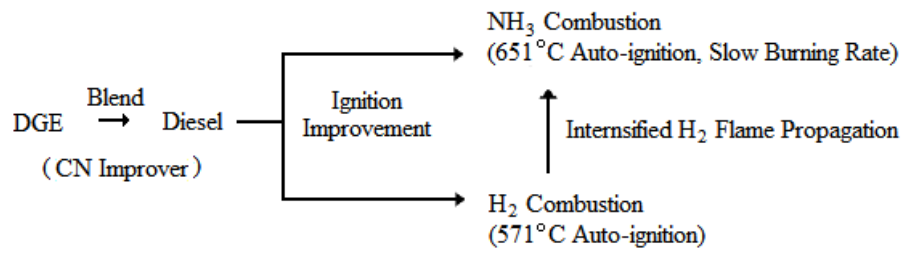 NH₃ Combustion
(651°C Auto-ignition, Slow Burning Rate)
Blend
DGE
Diesel
(CN Improver)
Ignition
Improvement
Internsified H₂ Flame Propagation
H₂ Combustion
(571°C Auto-ignition)